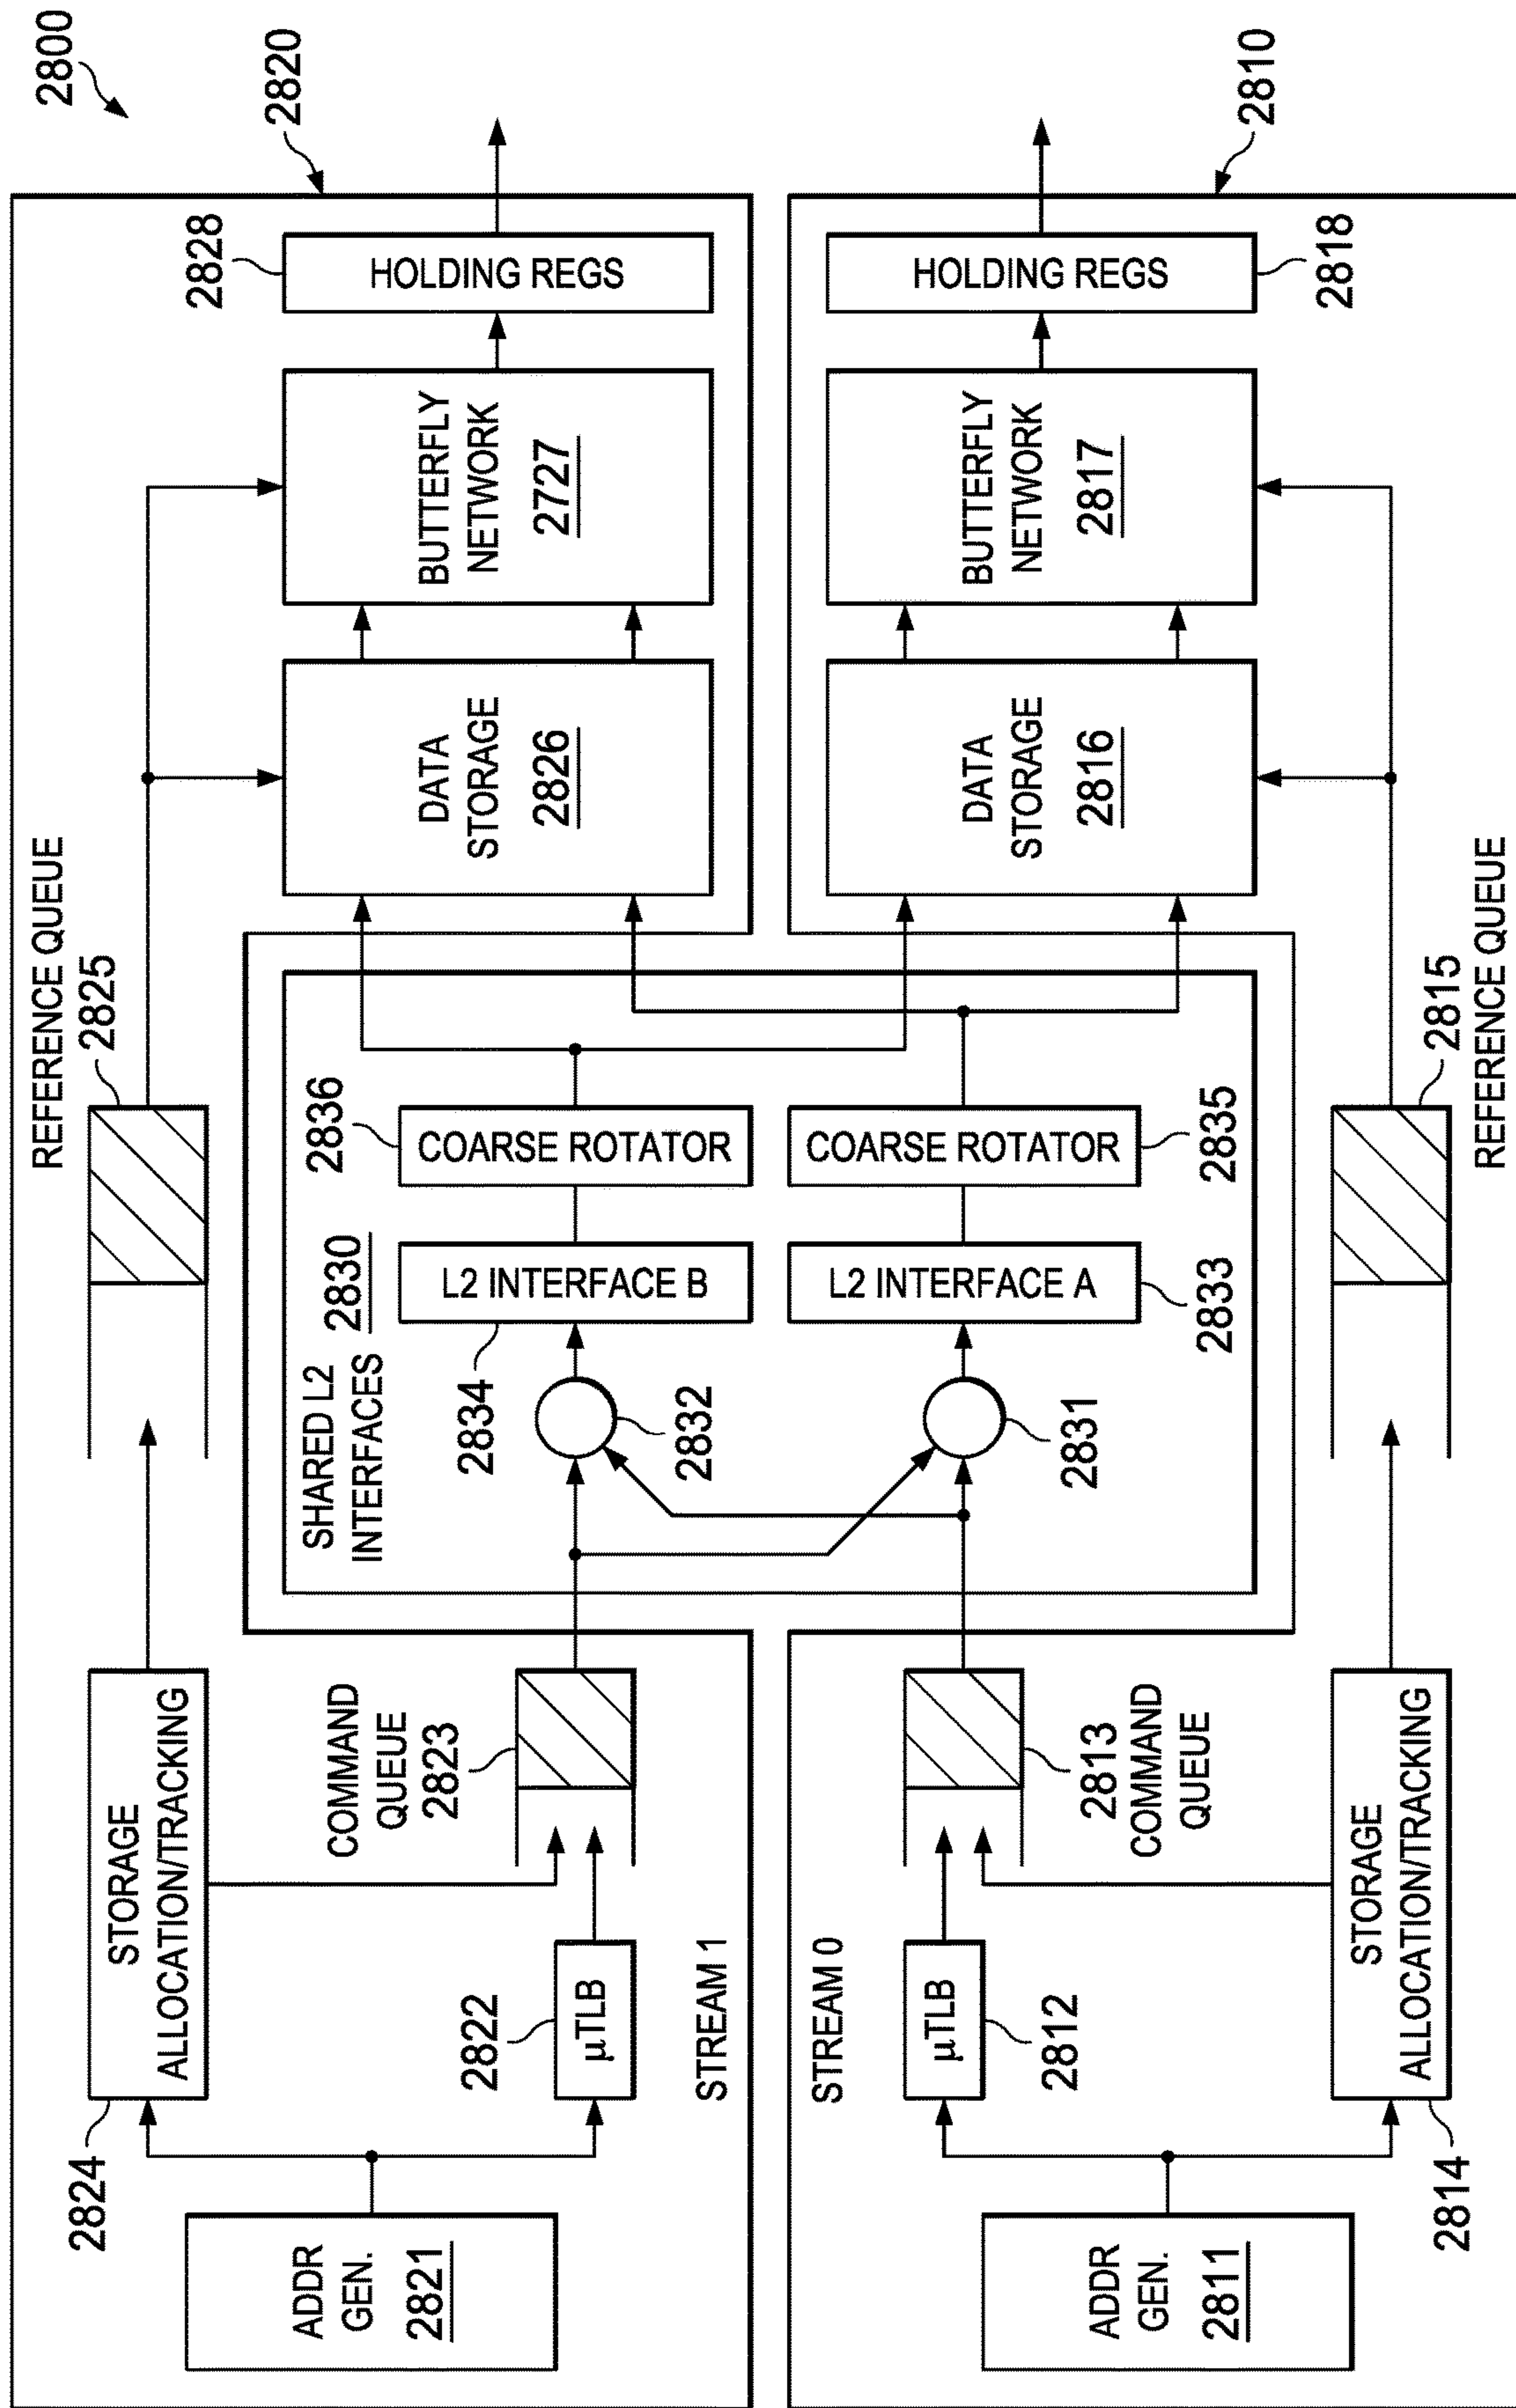 2800
2820
2824
STORAGE
ALLOCATION/TRACKING
REFERENCE QUEUE
2825
2828
ADDR
GEN.
2821
2822
µTLB
COMMAND
QUEUE
2823
STREAM 1
SHARED L2
INTERFACES
2830
2834
L2 INTERFACE B
2832
2836
COARSE ROTATOR
DATA
STORAGE
2826
BUTTERFLY
NETWORK
2727
HOLDING REGS
2831
L2 INTERFACE A
2833
COARSE ROTATOR
2835
STREAM 0
ADDR
GEN.
2811
µTLB
2812
2813
COMMAND
QUEUE
DATA
STORAGE
2816
BUTTERFLY
NETWORK
2817
HOLDING REGS
2818
2810
2814
STORAGE
ALLOCATION/TRACKING
2815
REFERENCE QUEUE